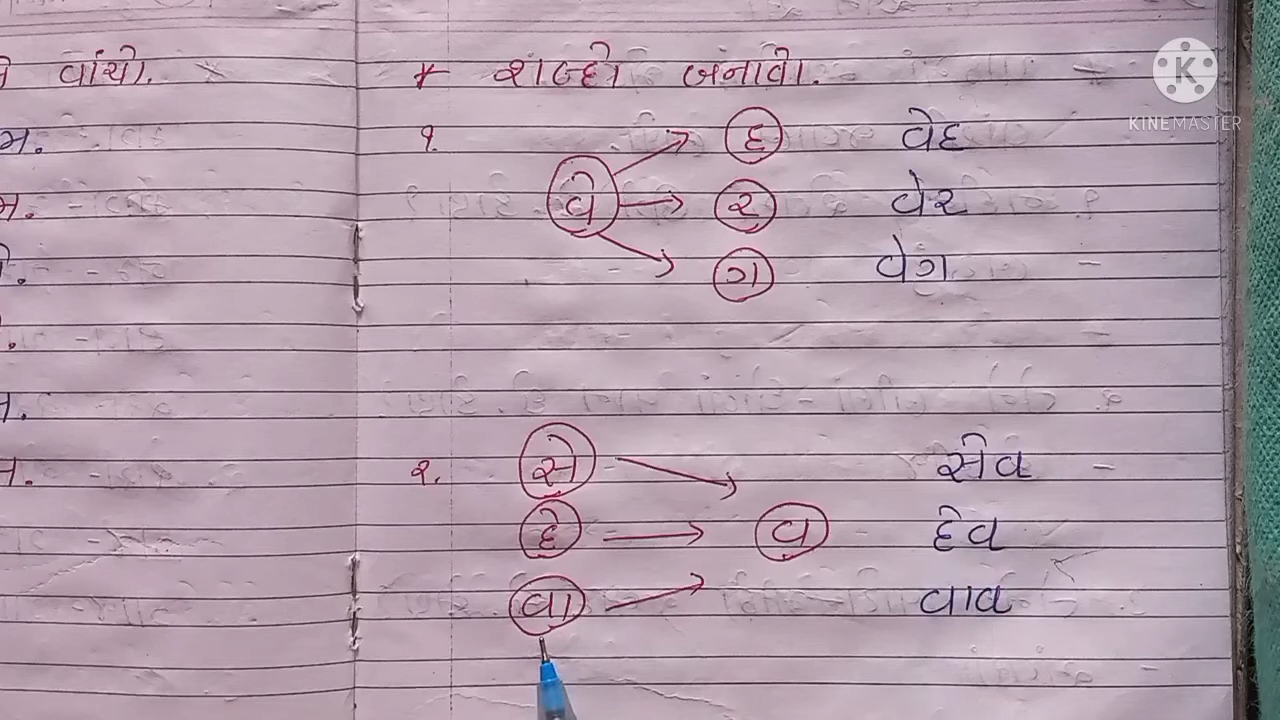 વાંચો.
* શબ્દો બનાવો.
૧.
વે
દ વેદ
ર વેર
ગ વેગ
૨. સે સેવ -
દે વ દેવ
વા વાવ
K
KINEMASTER